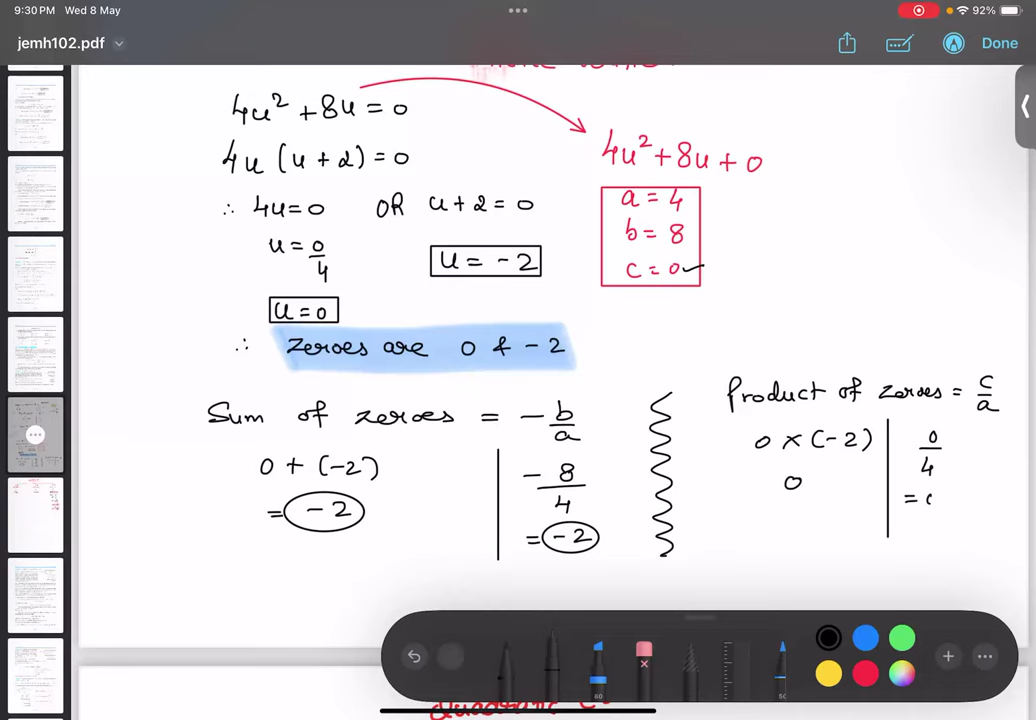 9:30 PM Wed 8 May
92%
jemh102.pdf
Done
4u² + 8u = 0
4u (u + 2) = 0
∴ 4u = 0 OR u + 2 = 0
u = 0/4
u = -2
u = 0
∴ zeroes are 0 & -2
4u² + 8u + 0
a = 4
b = 8
c = 0
Sum of zeroes = - b/a
0 + (-2)
= -2
- 8/4
= -2
Product of zeroes = c/a
0 × (-2)
0
0/4
=
80
50